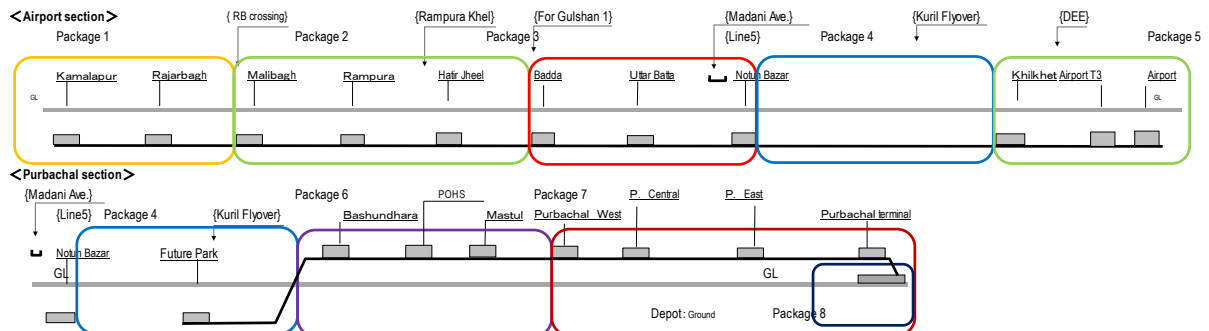 <Airport section>
{ RB crossing} {Rampura Khel} {For Gulshan 1} {Madani Ave.} {Kuril Flyover} {DEE}
Package 1 Package 2 Package 3 {Line5} Package 4 Package 5
Kamalapur Rajarbagh Malibagh Rampura Hatir Jheel Badda Uttar Batta Notun Bazar Khilkhet Airport T3 Airport
GL GL
<Purbachal section>
{Madani Ave.} Package 6 POHS Package 7 P. Central P. East
{Line5} Package 4 {Kuril Flyover} Bashundhara Mastul Purbachal West Purbachal terminal
Notun Bazar Future Park
GL GL
Depot: Ground Package 8